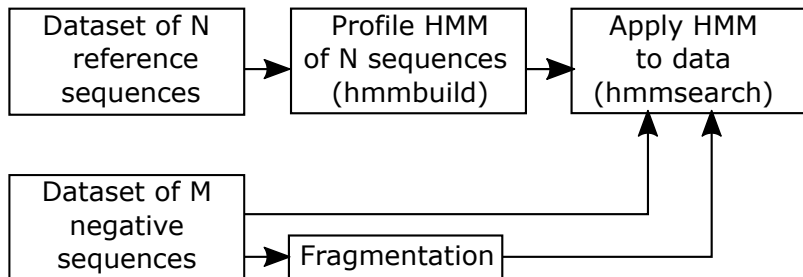 Dataset of N
reference
sequences
Profile HMM
of N sequences
(hmmbuild)
Apply HMM
to data
(hmmsearch)
Dataset of M
negative
sequences
Fragmentation